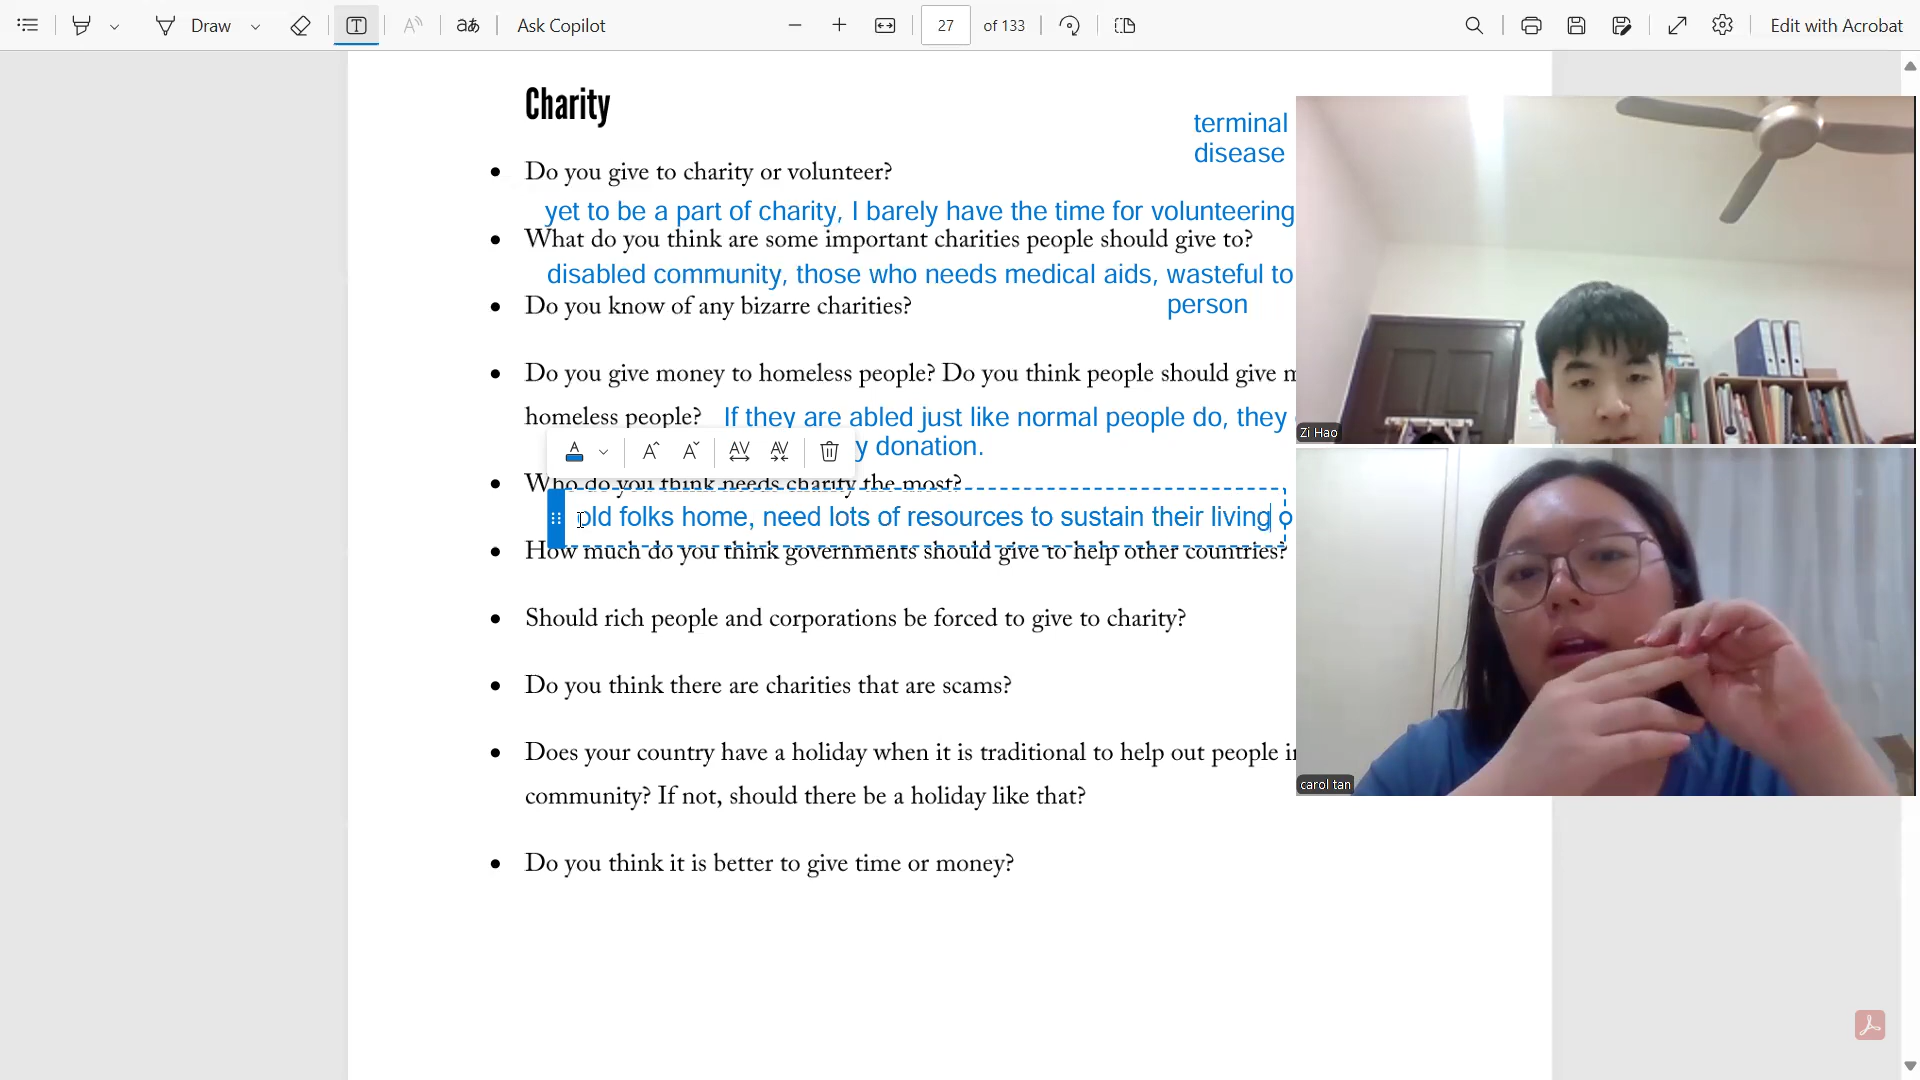 Draw
Ask Copilot
27
of 133
Edit with Acrobat
Charity
terminal
disease
Do you give to charity or volunteer?
yet to be a part of charity, I barely have the time for volunteering
What do you think are some important charities people should give to?
disabled community, those who needs medical aids, wasteful to
person
Do you know of any bizarre charities?
Do you give money to homeless people? Do you think people should give
homeless people?
If they are abled just like normal people do, they
y donation.
Who do you think needs charity the most?
old folks home, need lots of resources to sustain their living
How much do you think governments should give to help other countries?
Should rich people and corporations be forced to give to charity?
Do you think there are charities that are scams?
Does your country have a holiday when it is traditional to help out people in
community? If not, should there be a holiday like that?
Do you think it is better to give time or money?
Zi Hao
carol tan